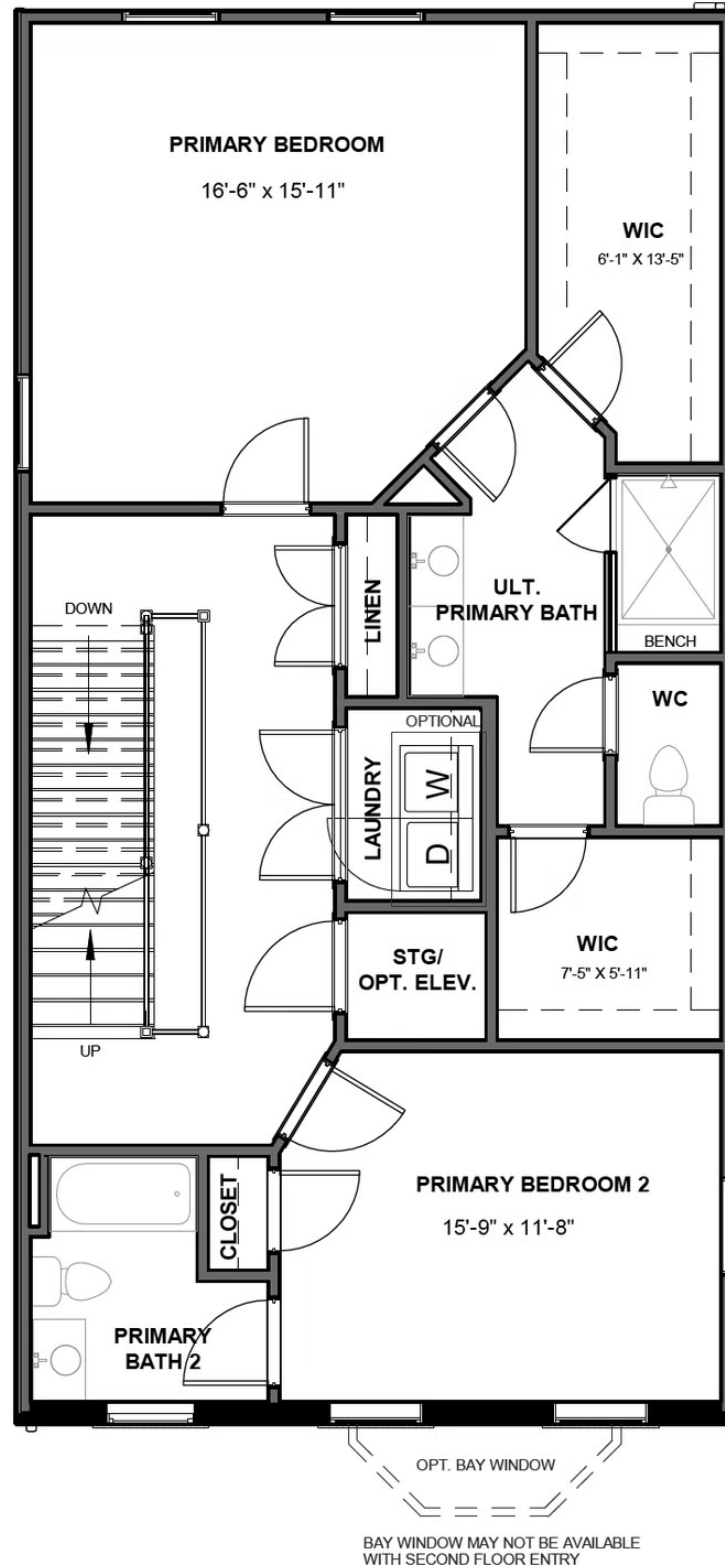 PRIMARY BEDROOM
16'-6" x 15'-11"
WIC
6'-1" X 13'-5"
DOWN
LINEN
ULT.
PRIMARY BATH
BENCH
WC
OPTIONAL
LAUNDRY
W
D
STG/
OPT. ELEV.
WIC
7'-5" X 5'-11"
UP
PRIMARY BEDROOM 2
15'-9" x 11'-8"
CLOSET
PRIMARY
BATH 2
OPT. BAY WINDOW
BAY WINDOW MAY NOT BE AVAILABLE
WITH SECOND FLOOR ENTRY